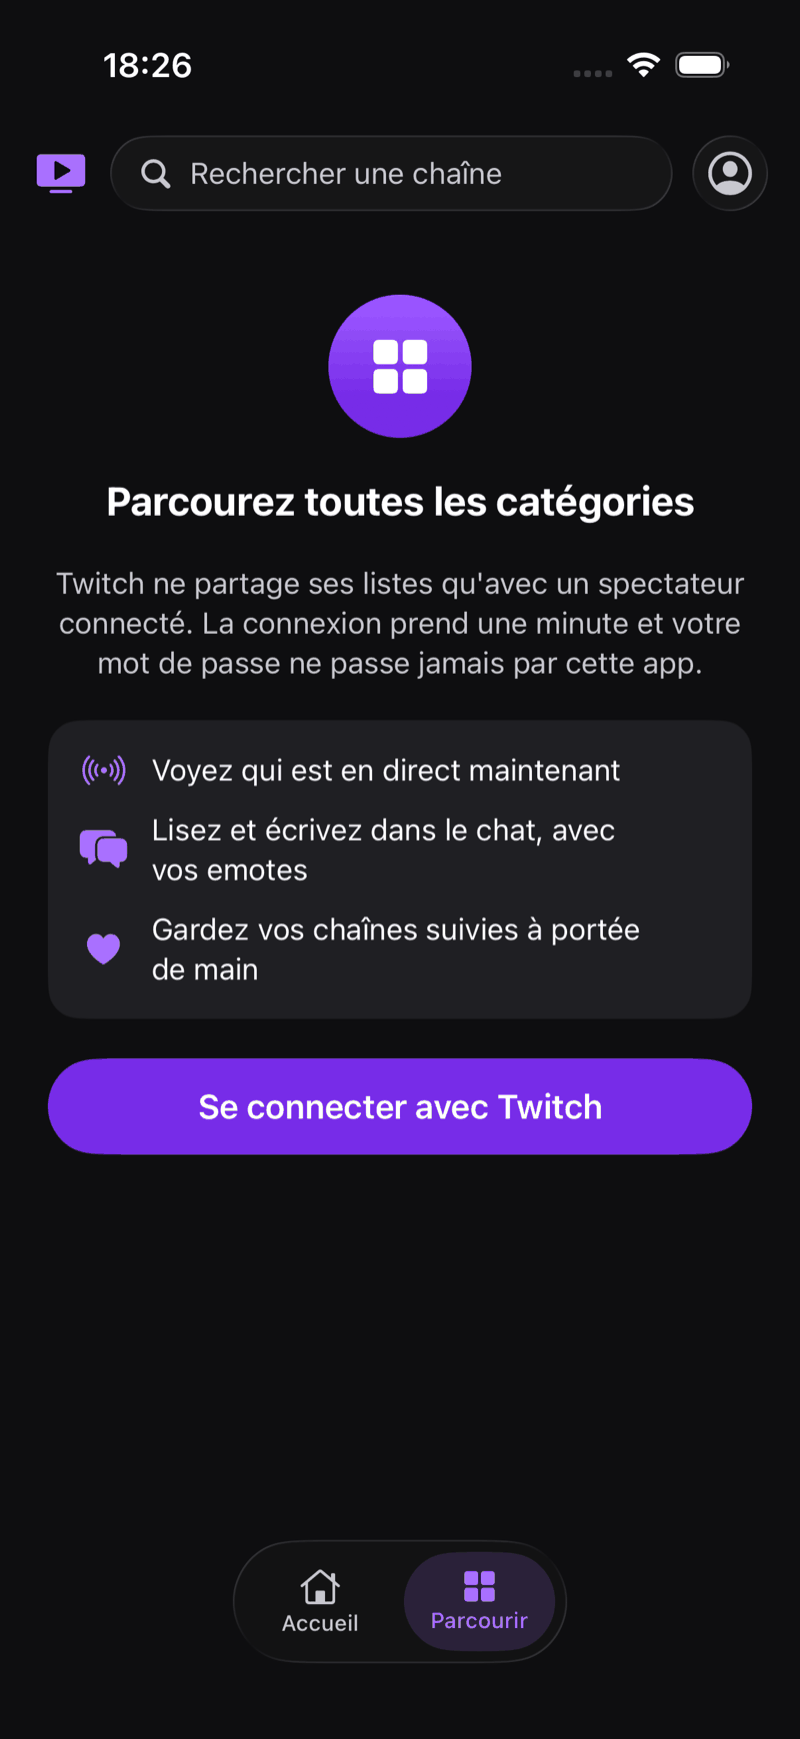 18:26
Rechercher une chaîne
Parcourez toutes les catégories
Twitch ne partage ses listes qu'avec un spectateur
connecté. La connexion prend une minute et votre
mot de passe ne passe jamais par cette app.
Voyez qui est en direct maintenant
Lisez et écrivez dans le chat, avec
vos emotes
Gardez vos chaînes suivies à portée
de main
Se connecter avec Twitch
Accueil
Parcourir